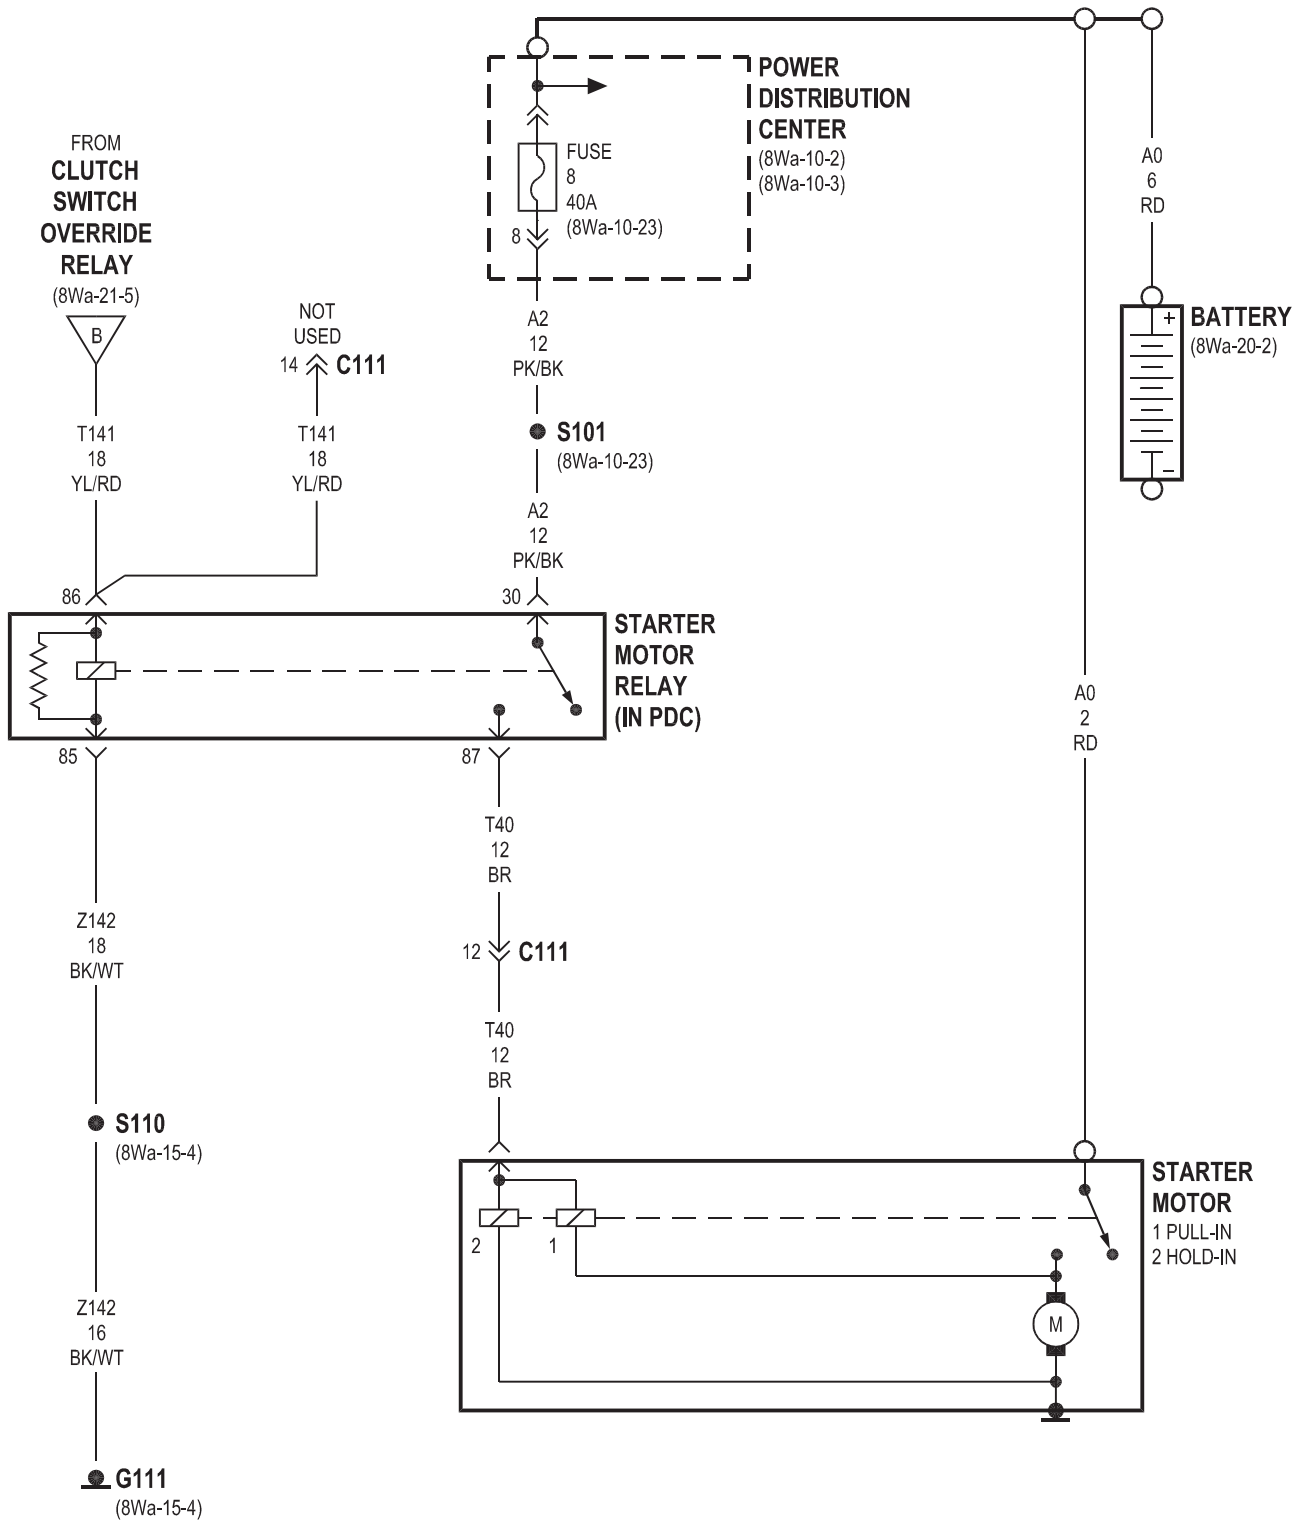 POWER
DISTRIBUTION
CENTER
(8Wa-10-2)
(8Wa-10-3)
FUSE
8
40A
(8Wa-10-23)
8
A0
6
RD
FROM
CLUTCH
SWITCH
OVERRIDE
RELAY
(8Wa-21-5)
B
NOT
USED
14
C111
A2
12
PK/BK
+
BATTERY
(8Wa-20-2)
−
T141
18
YL/RD
T141
18
YL/RD
S101
(8Wa-10-23)
A2
12
PK/BK
86
30
STARTER
MOTOR
RELAY
(IN PDC)
A0
2
RD
85
87
T40
12
BR
Z142
18
BK/WT
12
C111
T40
12
BR
S110
(8Wa-15-4)
STARTER
MOTOR
1 PULL-IN
2 HOLD-IN
2
1
M
Z142
16
BK/WT
G111
(8Wa-15-4)